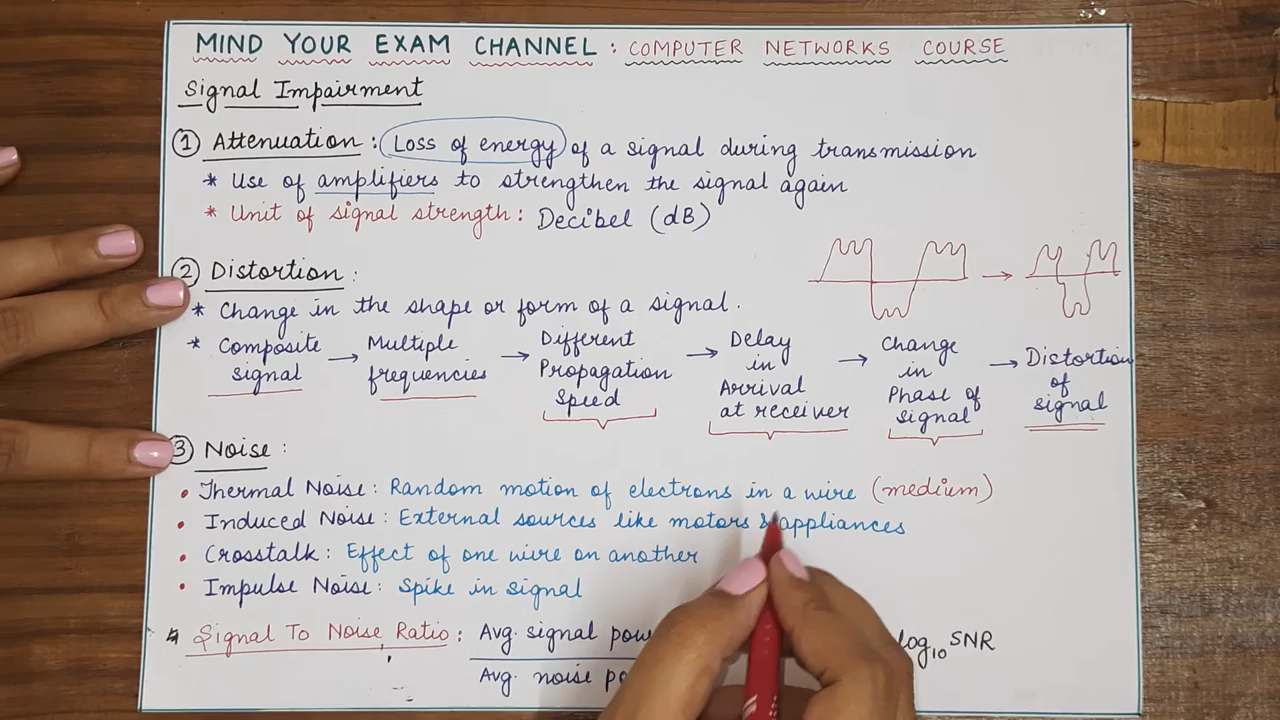 MIND YOUR EXAM CHANNEL : COMPUTER NETWORKS COURSE
Signal Impairment
① Attenuation : Loss of energy of a signal during transmission
* Use of amplifiers to strengthen the signal again
* Unit of signal strength : Decibel (dB)
② Distortion :
* Change in the shape or form of a signal.
* Composite signal → Multiple frequencies → Different Propagation Speed → Delay in Arrival at receiver → Change in Phase of signal → Distortion of signal
③ Noise :
• Thermal Noise : Random motion of electrons in a wire (medium)
• Induced Noise : External sources like motors & appliances
• Crosstalk : Effect of one wire on another
• Impulse Noise : Spike in signal
* Signal To Noise Ratio : Avg. signal
Avg. noise
log10 SNR